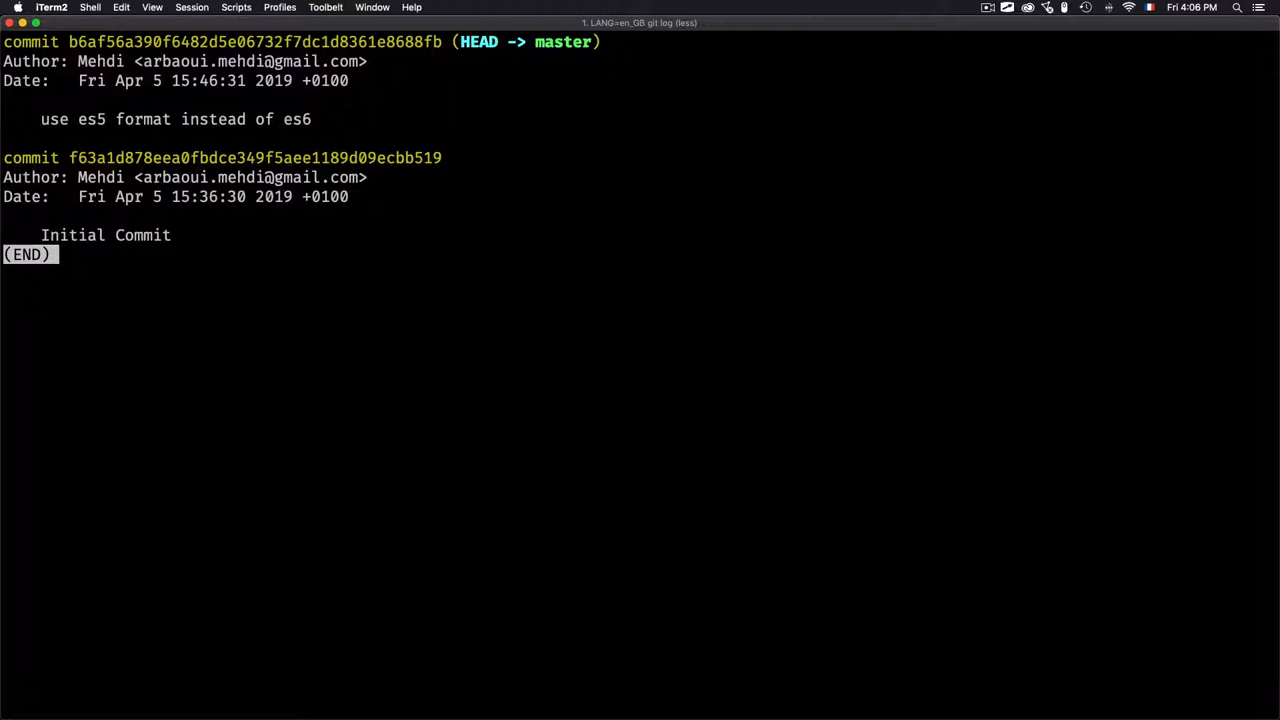 iTerm2 Shell Edit View Session Scripts Profiles Toolbelt Window Help Fri 4:06 PM
1. LANG=en_GB git log (less)
commit b6af56a390f6482d5e06732f7dc1d8361e8688fb (HEAD -> master)
Author: Mehdi <arbaoui.mehdi@gmail.com>
Date:   Fri Apr 5 15:46:31 2019 +0100
    use es5 format instead of es6
commit f63a1d878eea0fbdce349f5aee1189d09ecbb519
Author: Mehdi <arbaoui.mehdi@gmail.com>
Date:   Fri Apr 5 15:36:30 2019 +0100
    Initial Commit
(END)